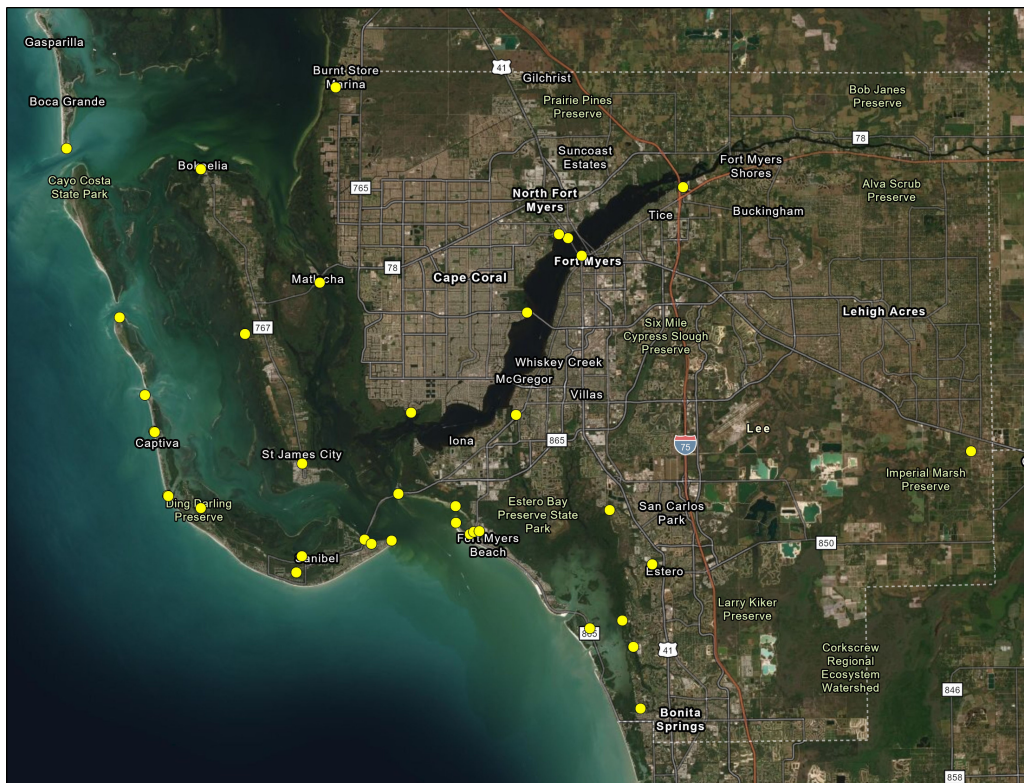 Gasparilla
Burnt Store
Marina
41
Gilchrist
Boca Grande
Prairie Pines
Preserve
Bob Janes
Preserve
78
Suncoast
Estates
Bokeelia
Fort Myers
Shores
Cayo Costa
State Park
765
North Fort
Myers
Alva Scrub
Preserve
Tice
Buckingham
78
Fort Myers
Matlacha
Cape Coral
767
Lehigh Acres
Six Mile
Cypress Slough
Preserve
Whiskey Creek
McGregor
Villas
Captiva
Iona
865
75
Lee
St James City
Imperial Marsh
Preserve
Ding Darling
Preserve
Estero Bay
Preserve State
Park
San Carlos
Park
Fort Myers
Beach
850
Sanibel
Estero
Larry Kiker
Preserve
865
41
Corkscrew
Regional
Ecosystem
Watershed
846
Bonita
Springs
858